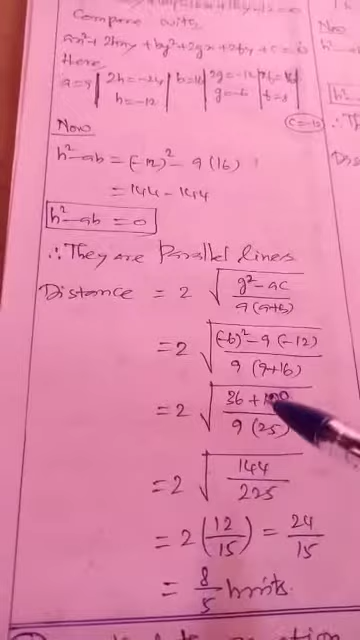 Compare with
ax²+2hxy+by²+2gx+2fy+c=0
Here
a=9 | 2h=-24 | b=16 | 2g=-12 | 2f=16
h=-12 | g=-6 | f=8
c=-12
Now
h²-ab = (-12)² - 9(16)
= 144 - 144
h²-ab = 0
∴ They are Parallel lines
Distance = 2 √((g²-ac)/(a(a+b)))
= 2 √(((-6)²-9(-12))/(9(9+16)))
= 2 √((36+108)/(9(25)))
= 2 √(144/225)
= 2 (12/15) = 24/15
= 8/5 units.